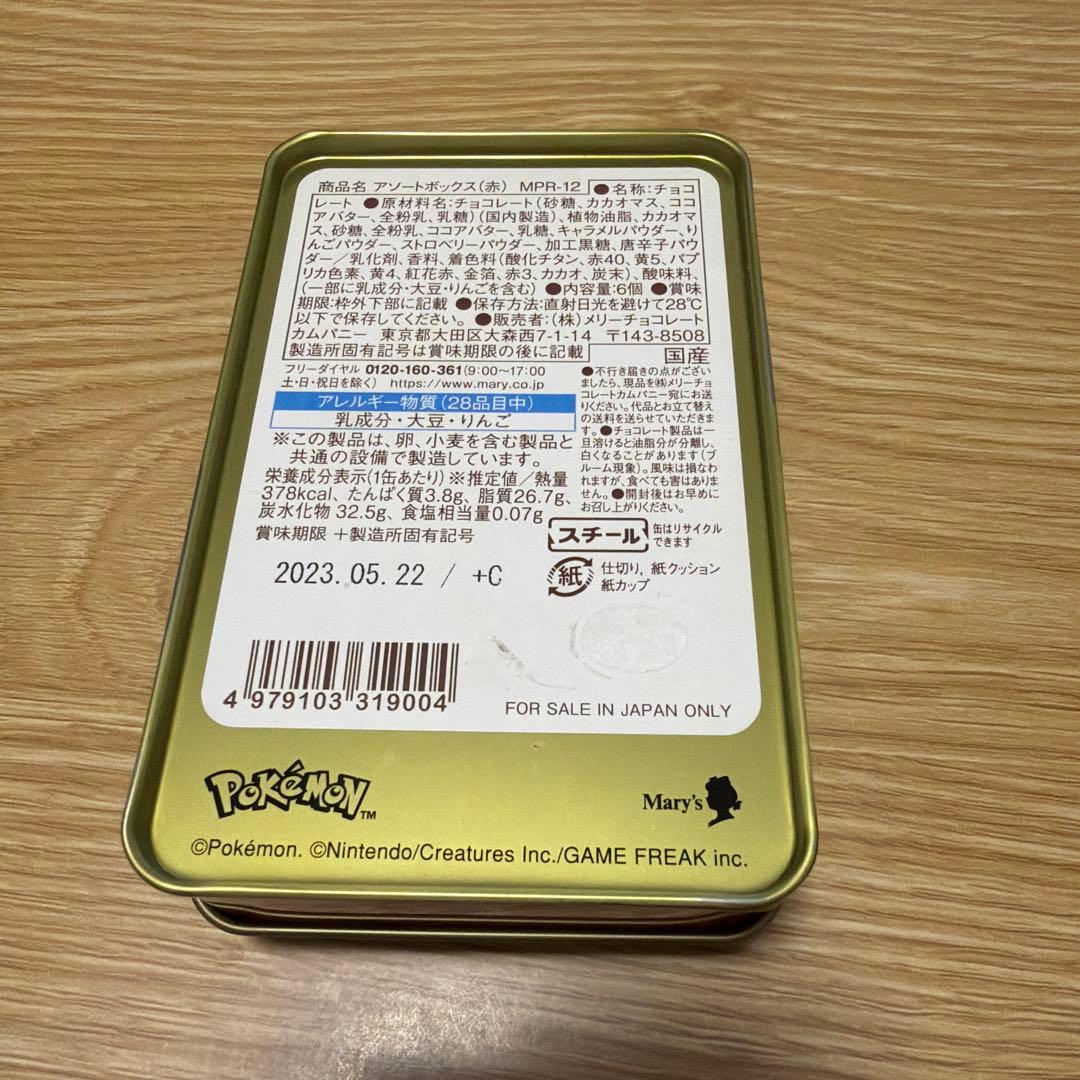 商品名 アソートボックス(赤) MPR-12 ●名称:チョコ
レート ●原材料名:チョコレート(砂糖、カカオマス、ココ
アバター、全粉乳、乳糖)(国内製造)、植物油脂、カカオマ
ス、砂糖、全粉乳、ココアバター、乳糖、キャラメルパウダー、り
んごパウダー、ストロベリーパウダー、加工黒糖、唐辛子パウ
ダー/乳化剤、香料、着色料(酸化チタン、赤40、黄5、パプ
リカ色素、黄4、紅花赤、金箔、赤3、カカオ、炭末)、酸味料、
(一部に乳成分・大豆・りんごを含む) ●内容量:6個 ●賞味
期限:枠外下部に記載 ●保存方法:直射日光を避けて28℃
以下で保存してください。 ●販売者:(株)メリーチョコレート
カムパニー 東京都大田区大森西7-1-14 〒143-8508
製造所固有記号は賞味期限の後に記載
国産
フリーダイヤル 0120-160-361(9:00〜17:00
土・日・祝日を除く) https://www.mary.co.jp
アレルギー物質(28品目中)
乳成分・大豆・りんご
※この製品は、卵、小麦を含む製品と
共通の設備で製造しています。
栄養成分表示(1缶あたり)※推定値/熱量
378kcal、たんぱく質3.8g、脂質26.7g、
炭水化物 32.5g、食塩相当量0.07g
賞味期限 +製造所固有記号
2023.05.22 / +C
●不行き届きの点がござい
ましたら、現品を㈱メリーチョ
コレートカムパニー宛にお送
りください。代品とお立て替え
の送料を送らせていただきま
す。●チョコレート製品は一
旦溶けると油脂分が分離し、
白くなることがあります(ブ
ルーム現象)。風味は損なわ
れますが、食べても害はありま
せん。●開封後はお早めに
お召し上がりください。
スチール 缶はリサイクル
できます
紙 仕切り, 紙クッション
紙カップ
4 979103 319004
FOR SALE IN JAPAN ONLY
POKéMON™
Mary's
©Pokémon. ©Nintendo/Creatures Inc./GAME FREAK inc.